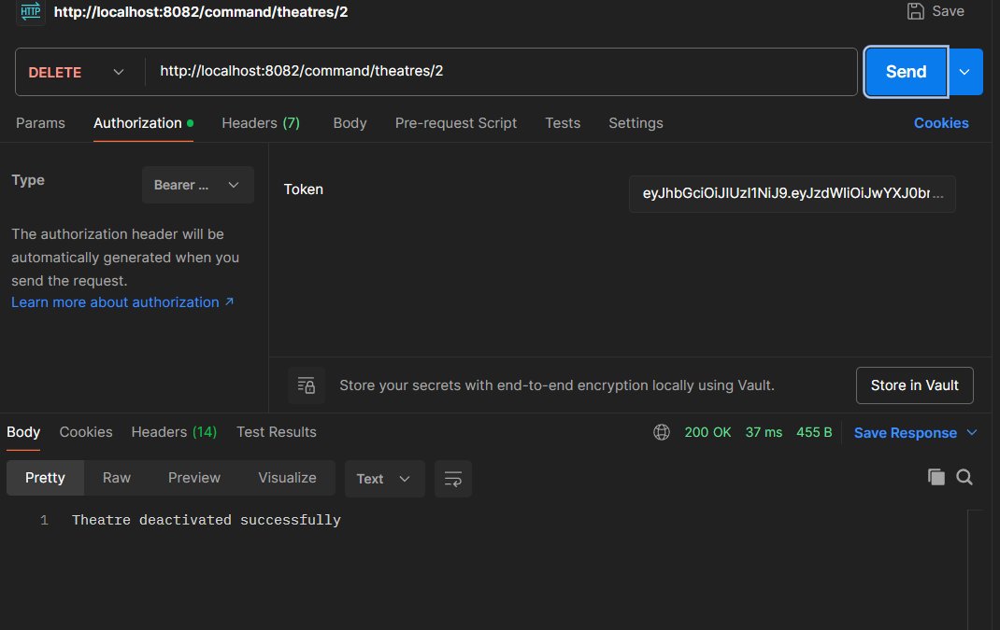 HTTP http://localhost:8082/command/theatres/2 Save
DELETE http://localhost:8082/command/theatres/2 Send
Params Authorization Headers (7) Body Pre-request Script Tests Settings Cookies
Type Bearer ... Token eyJhbGciOiJIUzI1NiJ9.eyJzdWIiOiJwYXJ0br...
The authorization header will be
automatically generated when you
send the request.
Learn more about authorization ↗
Store your secrets with end-to-end encryption locally using Vault. Store in Vault
Body Cookies Headers (14) Test Results 200 OK 37 ms 455 B Save Response
Pretty Raw Preview Visualize Text
1 Theatre deactivated successfully